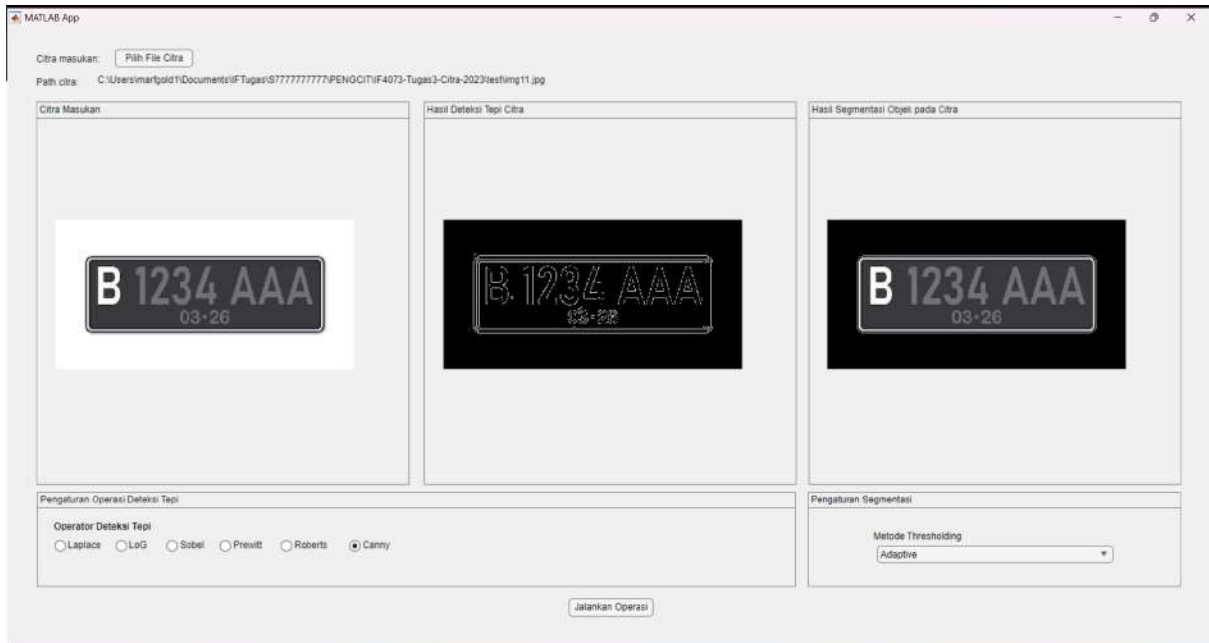 MATLAB App
Citra masukan: Pilih File Citra
Path citra: C:\Users\marfgold1\Documents\IFTugas\S7777777777\PENGCIT\IF4073-Tugas3-Citra-2023\test\img11.jpg
Citra Masukan
Hasil Deteksi Tepi Citra
Hasil Segmentasi Objek pada Citra
B 1234 AAA
03•26
B 1234 AAA
03-26
B 1234 AAA
03•26
Pengaturan Operasi Deteksi Tepi
Operator Deteksi Tepi
Laplace LoG Sobel Prewitt Roberts Canny
Pengaturan Segmentasi
Metode Thresholding
Adaptive
Jalankan Operasi